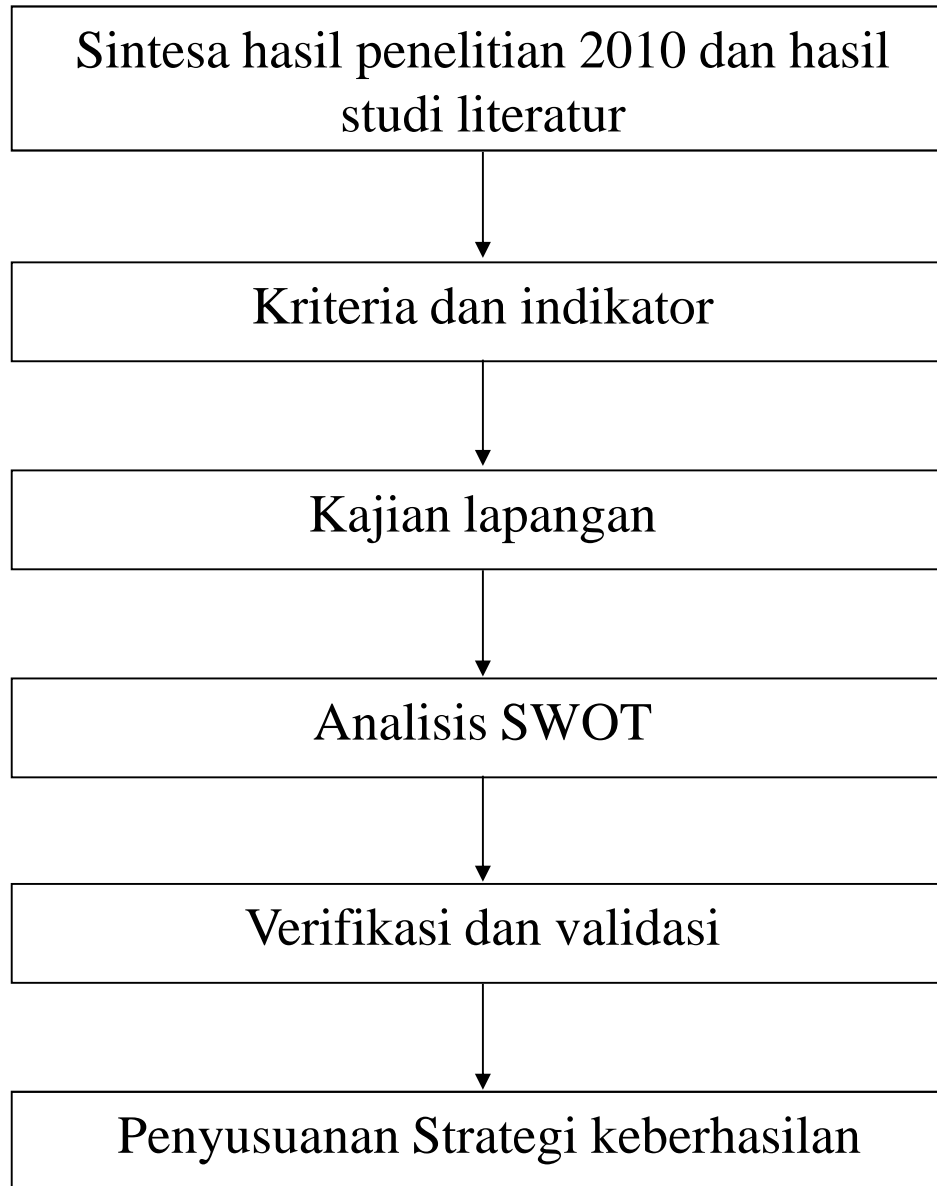 Sintesa hasil penelitian 2010 dan hasil
studi literatur
Kriteria dan indikator
Kajian lapangan
Analisis SWOT
Verifikasi dan validasi
Penyusuanan Strategi keberhasilan